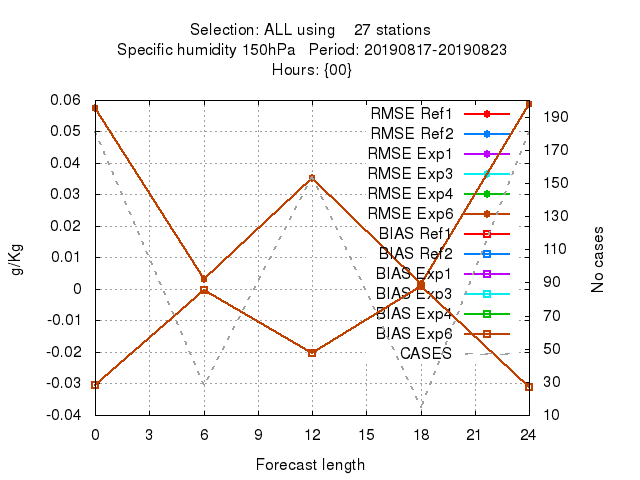 Selection: ALL using    27 stations
Specific humidity 150hPa   Period: 20190817-20190823
Hours: {00}
0.06
0.05
0.04
0.03
0.02
0.01
0
-0.01
-0.02
-0.03
-0.04
g/Kg
RMSE Ref1
RMSE Ref2
RMSE Exp1
RMSE Exp3
RMSE Exp4
RMSE Exp6
BIAS Ref1
BIAS Ref2
BIAS Exp1
BIAS Exp3
BIAS Exp4
BIAS Exp6
CASES
190
170
150
130
110
90
70
50
30
10
No cases
0 3 6 9 12 15 18 21 24
Forecast length